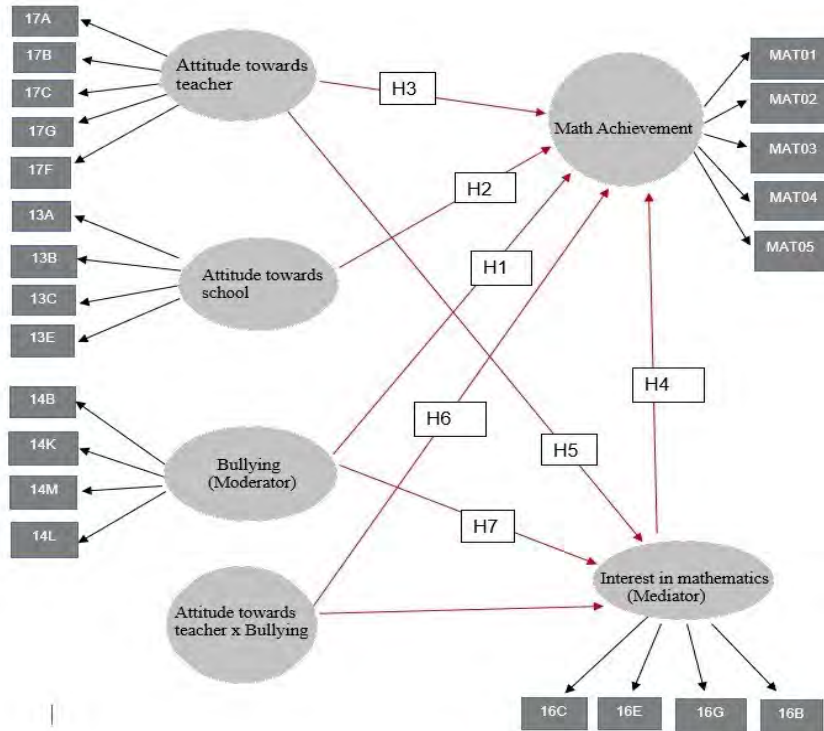 17A
17B
17C
17G
17F
Attitude towards
teacher
H3
Math Achievement
MAT01
MAT02
MAT03
MAT04
MAT05
H2
13A
13B
13C
13E
Attitude towards
school
H1
H4
H6
H5
14B
14K
14M
14L
Bullying
(Moderator)
H7
Interest in mathematics
(Mediator)
Attitude towards
teacher x Bullying
16C
16E
16G
16B